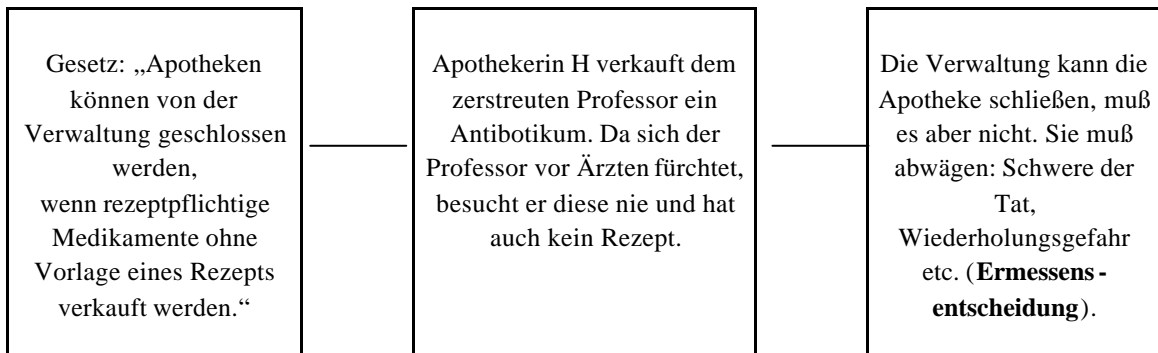 Gesetz: „Apotheken
können von der
Verwaltung geschlossen
werden,
wenn rezeptpflichtige
Medikamente ohne
Vorlage eines Rezepts
verkauft werden.“
Apothekerin H verkauft dem
zerstreuten Professor ein
Antibotikum. Da sich der
Professor vor Ärzten fürchtet,
besucht er diese nie und hat
auch kein Rezept.
Die Verwaltung kann die
Apotheke schließen, muß
es aber nicht. Sie muß
abwägen: Schwere der
Tat,
Wiederholungsgefahr
etc. (Ermessens-
entscheidung).